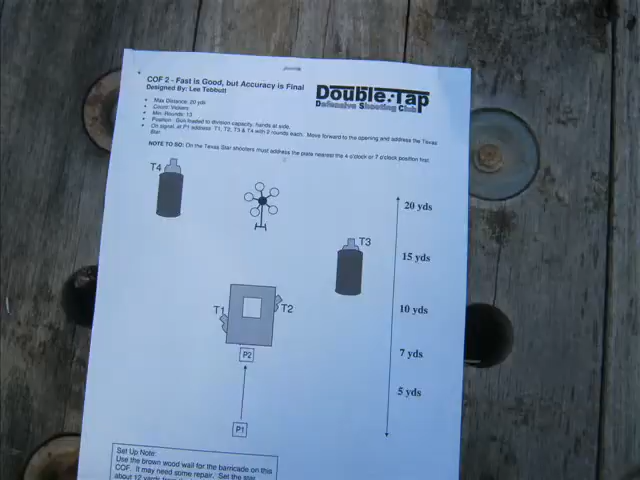 COF 2 - Fast is Good, but Accuracy is Final
Designed By: Lee Tebbutt
Double-Tap
Defensive Shooting Club
• Max Distance: 20 yds
• Count: Vickers
• Min. Rounds: 13
• Position: Gun loaded to division capacity, hands at side.
• On signal, at P1 address T1, T2, T3 & T4 with 2 rounds each. Move forward to the opening and address the Texas
Star.
NOTE TO SO: On the Texas Star shooters must address the plate nearest the 4 o'clock or 7 o'clock position first.
T4
20 yds
T3
15 yds
T1
T2
10 yds
P2
7 yds
5 yds
P1
Set Up Note:
Use the brown wood wall for the barricade on this
COF. It may need some repair. Set the star
about 12 yards from